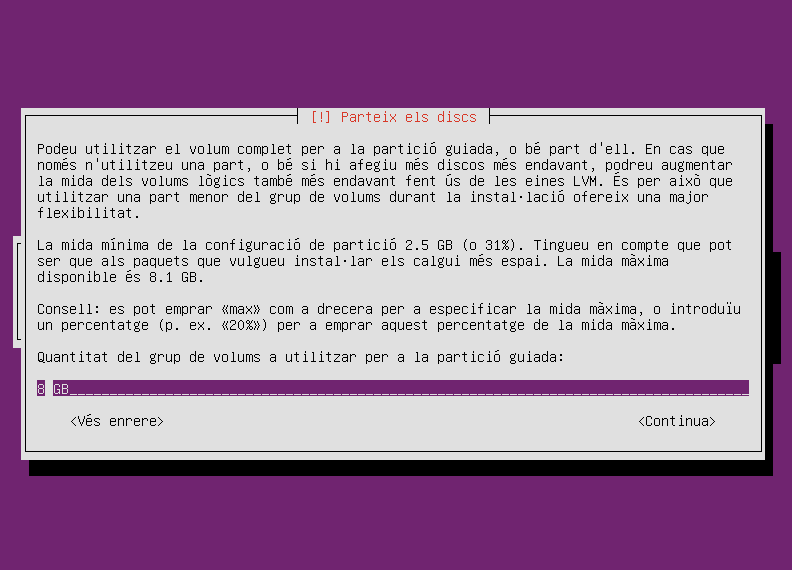 [!] Parteix els discs
Podeu utilitzar el volum complet per a la partició guiada, o bé part d'ell. En cas que
només n'utilitzeu una part, o bé si hi afegiu més discos més endavant, podreu augmentar
la mida dels volums lògics també més endavant fent ús de les eines LVM. És per això que
utilitzar una part menor del grup de volums durant la instal·lació ofereix una major
flexibilitat.
La mida mínima de la configuració de partició 2.5 GB (o 31%). Tingueu en compte que pot
ser que als paquets que vulgueu instal·lar els calgui més espai. La mida màxima
disponible és 8.1 GB.
Consell: es pot emprar «max» com a drecera per a especificar la mida màxima, o introduïu
un percentatge (p. ex. «20%») per a emprar aquest percentatge de la mida màxima.
Quantitat del grup de volums a utilitzar per a la partició guiada:
8 GB
<Vés enrere> <Continua>